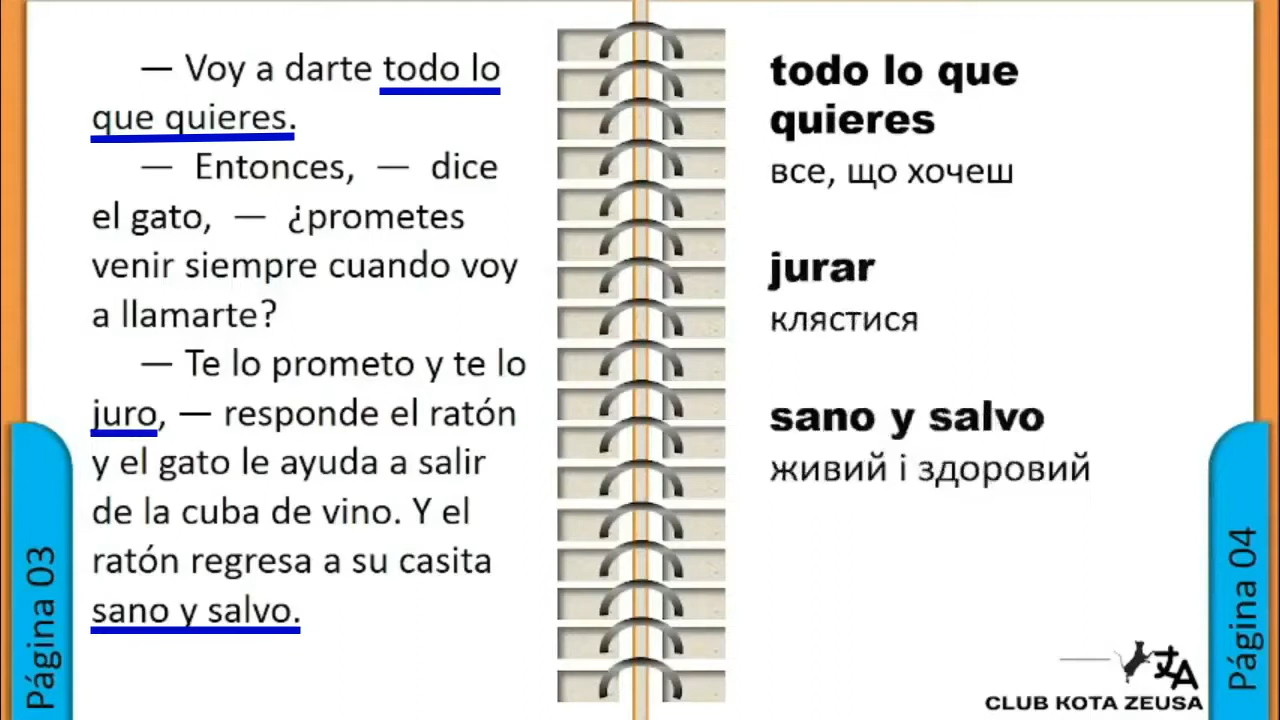 — Voy a darte todo lo
que quieres.
— Entonces, — dice
el gato, — ¿prometes
venir siempre cuando voy
a llamarte?
— Te lo prometo y te lo
juro, — responde el ratón
y el gato le ayuda a salir
de la cuba de vino. Y el
ratón regresa a su casita
sano y salvo.
Página 03
todo lo que
quieres
все, що хочеш
jurar
клястися
sano y salvo
живий і здоровий
Página 04
CLUB KOTA ZEUSA